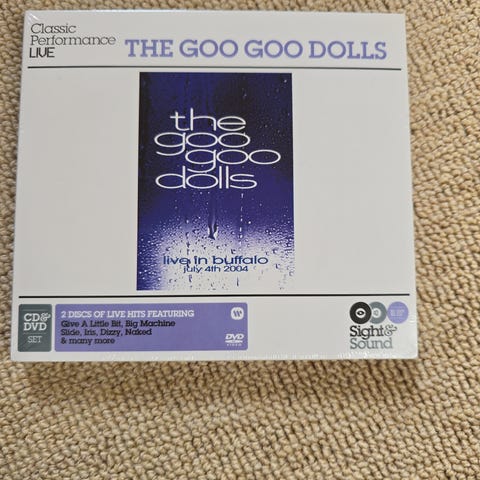 Classic
Performance
LIVE
THE GOO GOO DOLLS
the
goo
goo
dolls
live in buffalo
july 4th 2004
CD&
DVD
SET
2 DISCS OF LIVE HITS FEATURING
Give A Little Bit, Big Machine
Slide, Iris, Dizzy, Naked
& many more
DVD
VIDEO
Sight&
Sound